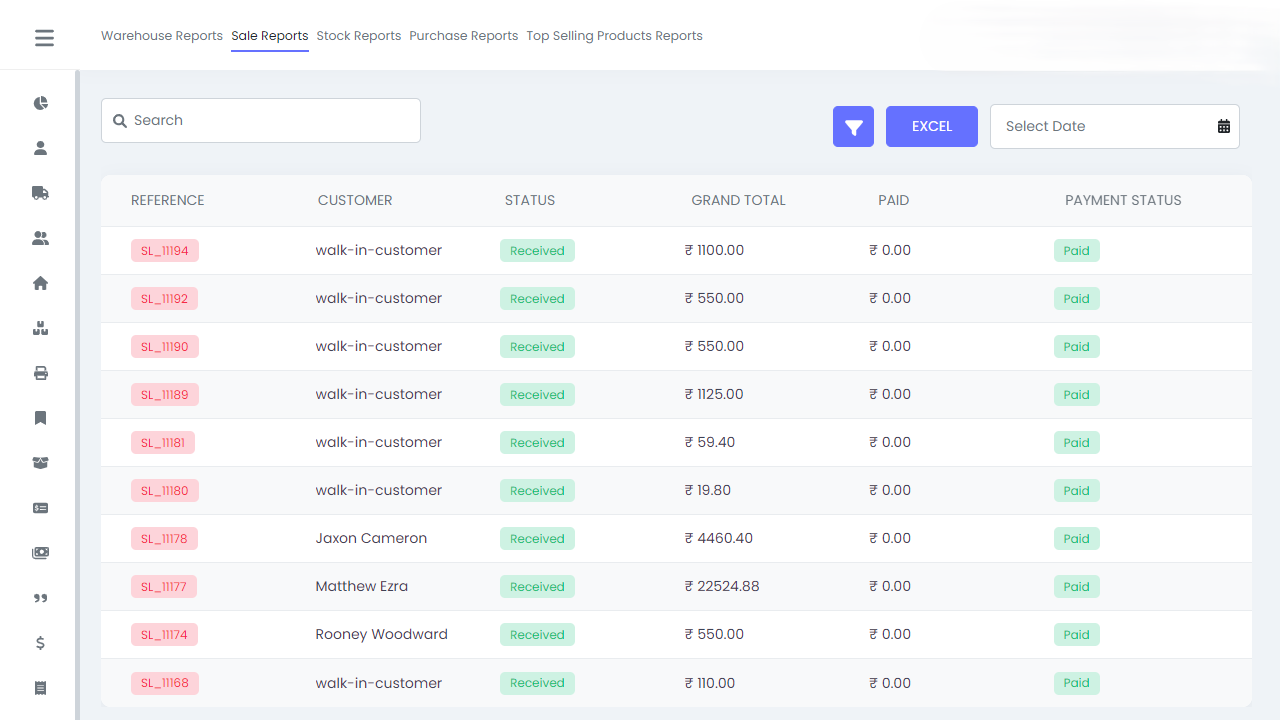 Warehouse Reports Sale Reports Stock Reports Purchase Reports Top Selling Products Reports
Search EXCEL Select Date
REFERENCE CUSTOMER STATUS GRAND TOTAL PAID PAYMENT STATUS
SL_11194 walk-in-customer Received ₹ 1100.00 ₹ 0.00 Paid
SL_11192 walk-in-customer Received ₹ 550.00 ₹ 0.00 Paid
SL_11190 walk-in-customer Received ₹ 550.00 ₹ 0.00 Paid
SL_11189 walk-in-customer Received ₹ 1125.00 ₹ 0.00 Paid
SL_11181 walk-in-customer Received ₹ 59.40 ₹ 0.00 Paid
SL_11180 walk-in-customer Received ₹ 19.80 ₹ 0.00 Paid
SL_11178 Jaxon Cameron Received ₹ 4460.40 ₹ 0.00 Paid
SL_11177 Matthew Ezra Received ₹ 22524.88 ₹ 0.00 Paid
SL_11174 Rooney Woodward Received ₹ 550.00 ₹ 0.00 Paid
SL_11168 walk-in-customer Received ₹ 110.00 ₹ 0.00 Paid